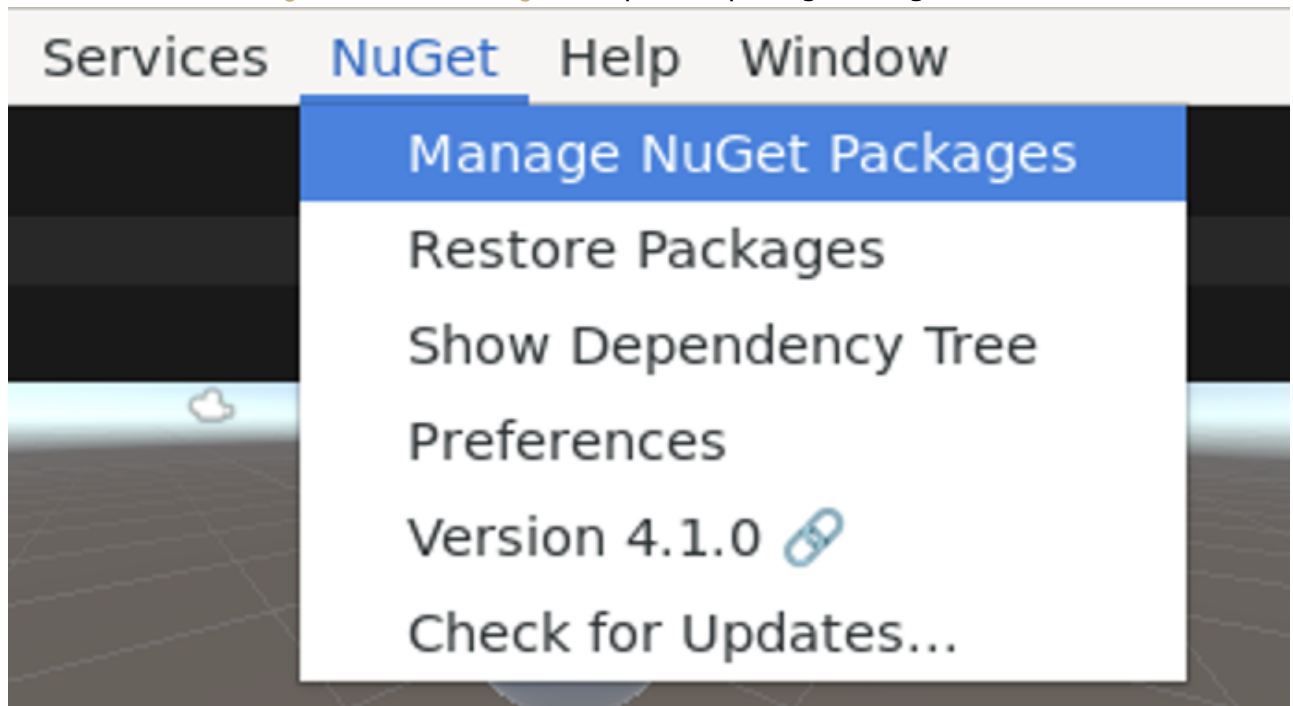 Services NuGet Help Window
Manage NuGet Packages
Restore Packages
Show Dependency Tree
Preferences
Version 4.1.0 🔗
Check for Updates...